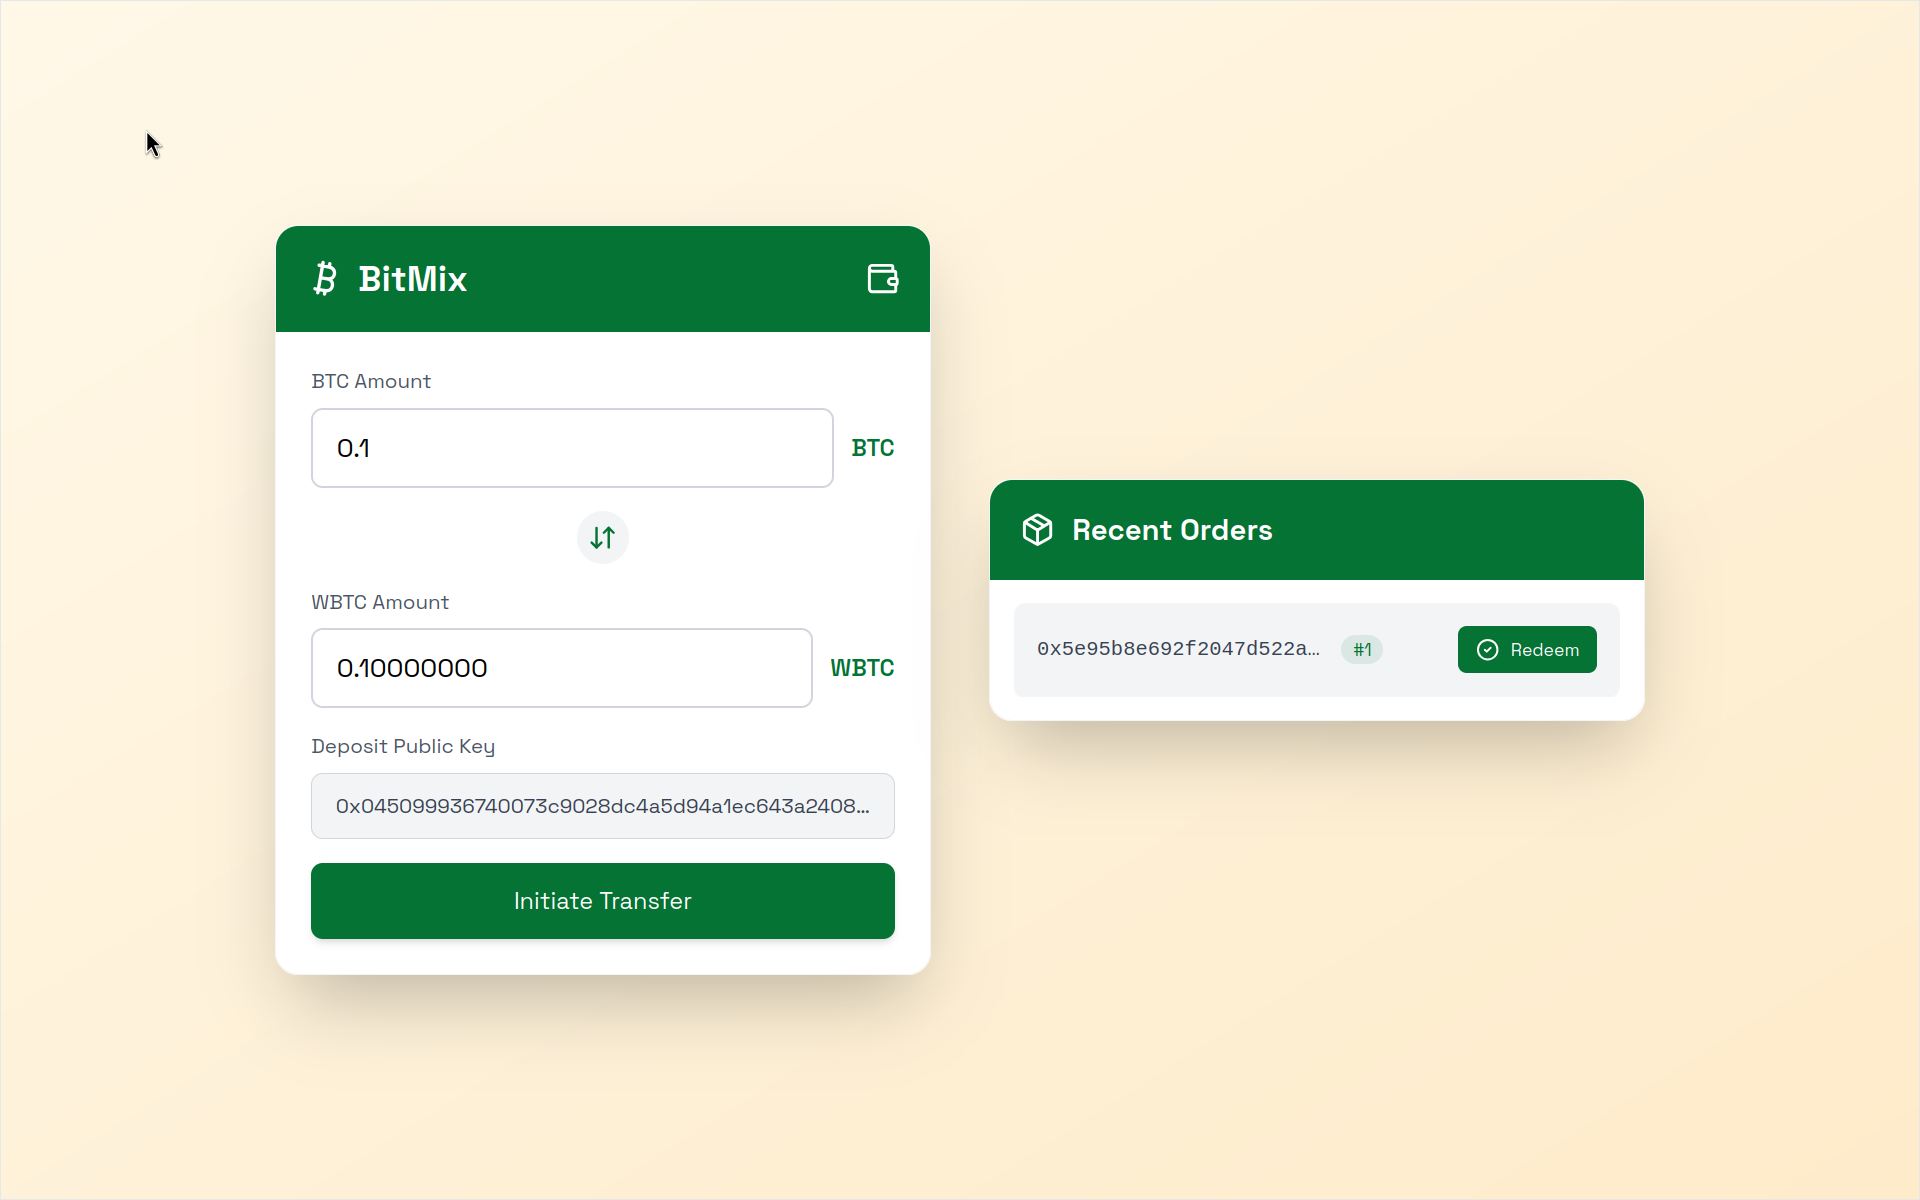 BitMix
BTC Amount
0.1
BTC
WBTC Amount
0.10000000
WBTC
Deposit Public Key
0x045099936740073c9028dc4a5d94a1ec643a2408...
Initiate Transfer
Recent Orders
0x5e95b8e692f2047d522a…
#1
Redeem